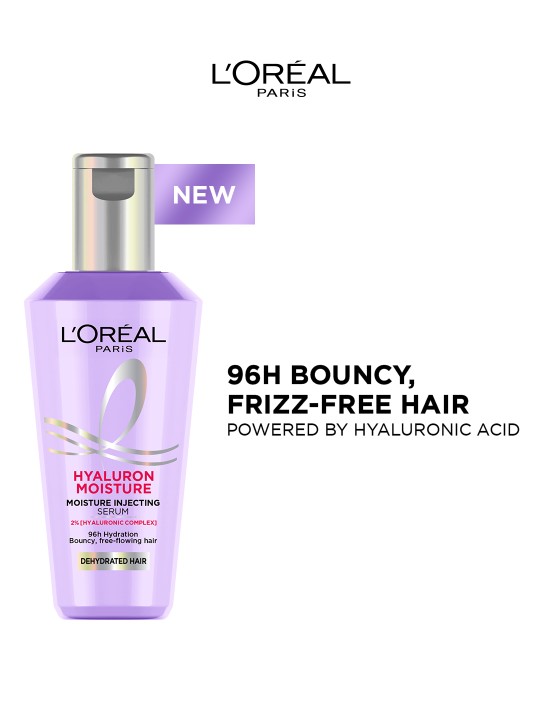 L'ORÉAL
PARiS
NEW
L'ORÉAL
PARiS
HYALURON
MOISTURE
MOISTURE INJECTING
SERUM
2% [HYALURONIC COMPLEX]
96h Hydration
Bouncy, free-flowing hair
DEHYDRATED HAIR
96H BOUNCY,
FRIZZ-FREE HAIR
POWERED BY HYALURONIC ACID